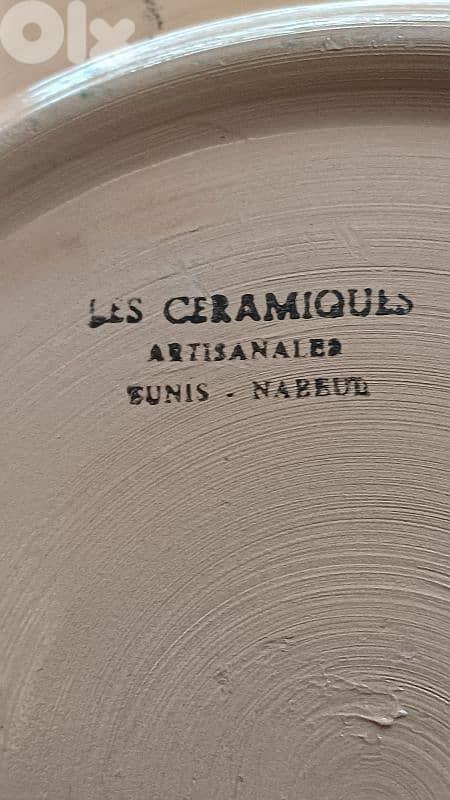 OLX
LES CERAMIQUES
ARTISANALES
TUNIS - NABEUL